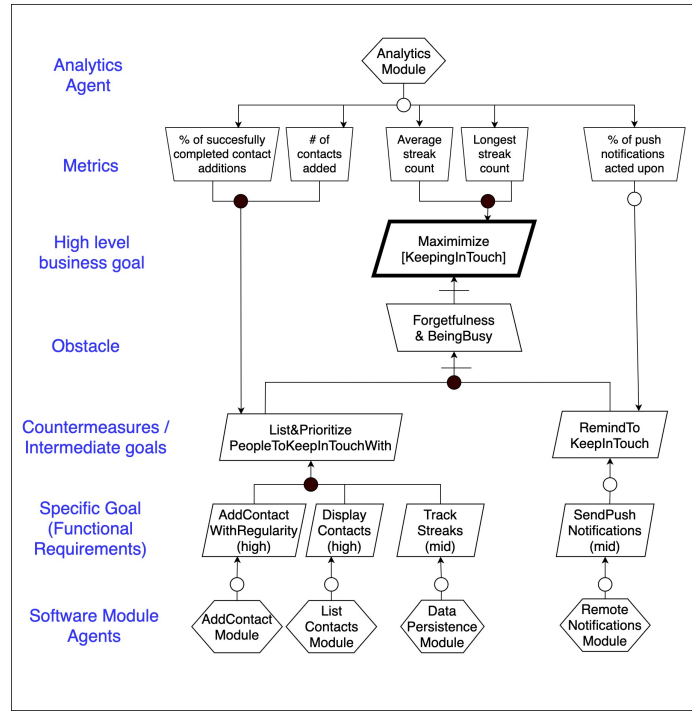 Analytics
Agent
Analytics
Module
Metrics
% of succesfully
completed contact
additions
# of
contacts
added
Average
streak
count
Longest
streak
count
% of push
notifications
acted upon
High level
business goal
Maximimize
[KeepingInTouch]
Obstacle
Forgetfulness
& BeingBusy
Countermeasures /
Intermediate goals
List&Prioritize
PeopleToKeepInTouchWith
RemindTo
KeepInTouch
Specific Goal
(Functional
Requirements)
AddContact
WithRegularity
(high)
Display
Contacts
(high)
Track
Streaks
(mid)
SendPush
Notifications
(mid)
Software Module
Agents
AddContact
Module
List
Contacts
Module
Data
Persistence
Module
Remote
Notifications
Module